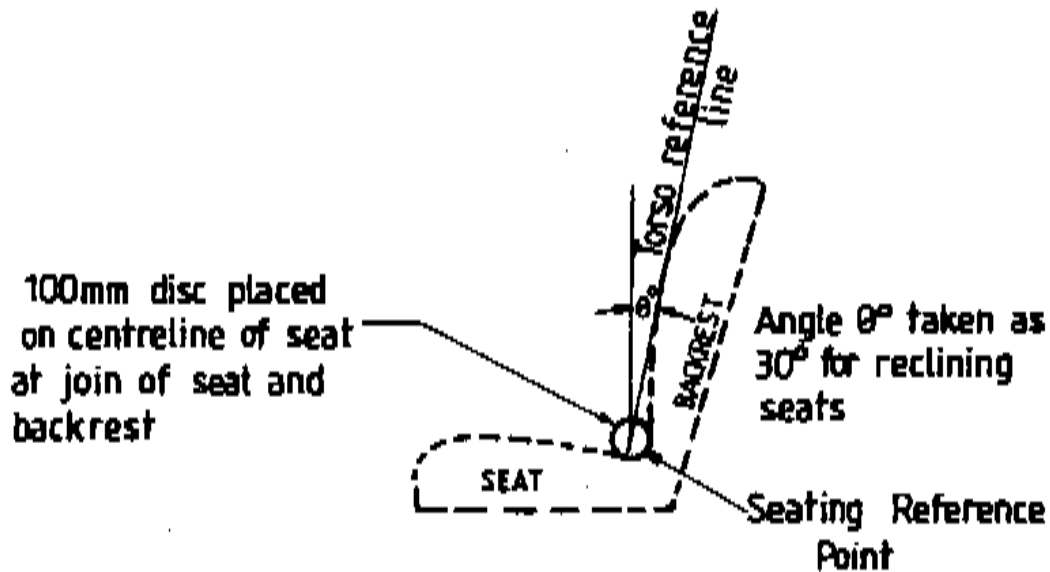 Torso reference
line
100mm disc placed
on centreline of seat
at join of seat and
backrest
θ°
BACKREST
Angle θ° taken as
30° for reclining
seats
SEAT
Seating Reference
Point